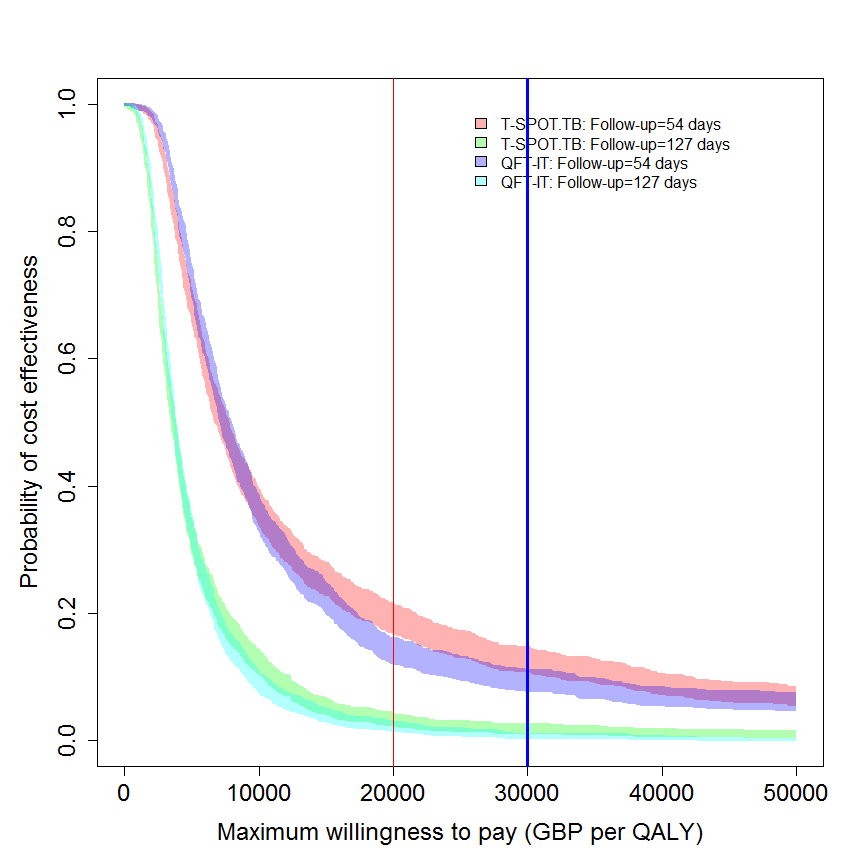 T-SPOT.TB: Follow-up=54 days
T-SPOT.TB: Follow-up=127 days
QFT-IT: Follow-up=54 days
QFT-IT: Follow-up=127 days
Probability of cost effectiveness
1.0
0.8
0.6
0.4
0.2
0.0
0
10000
20000
30000
40000
50000
Maximum willingness to pay (GBP per QALY)